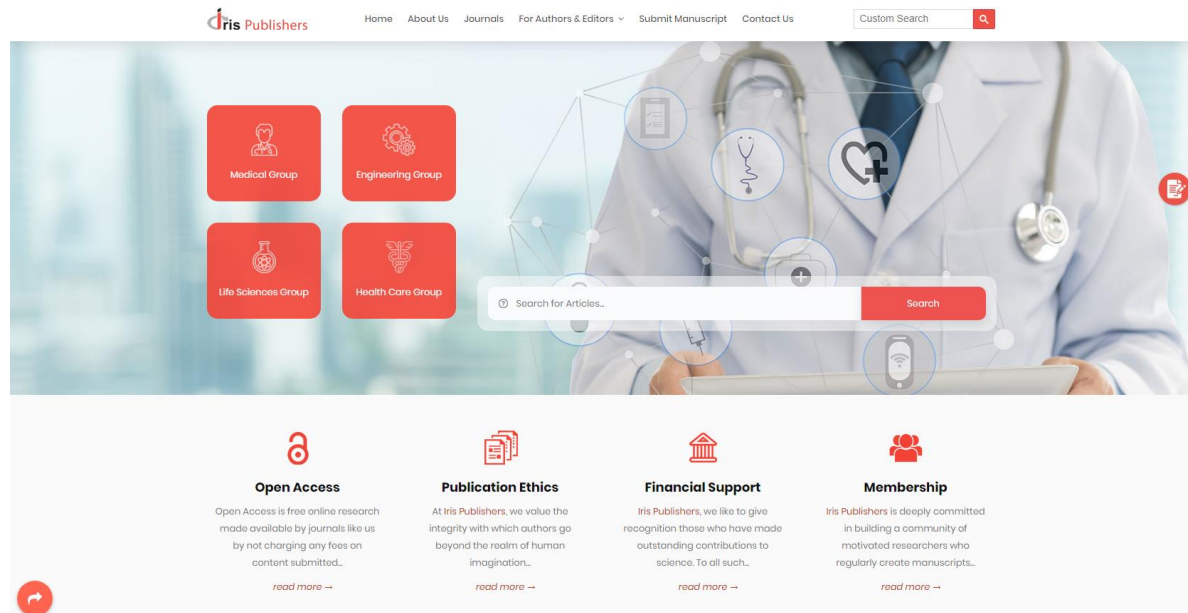 iris Publishers
Home About Us Journals For Authors & Editors Submit Manuscript Contact Us
Custom Search
Medical Group
Engineering Group
Life Sciences Group
Health Care Group
Search for Articles...
Search
Open Access
Open Access is free online research
made available by journals like us
by not charging any fees on
content submitted...
read more →
Publication Ethics
At Iris Publishers, we value the
integrity with which authors go
beyond the realm of human
imagination...
read more →
Financial Support
Iris Publishers, we like to give
recognition those who have made
outstanding contributions to
science. To all such...
read more →
Membership
Iris Publishers is deeply committed
in building a community of
motivated researchers who
regularly create manuscripts...
read more →